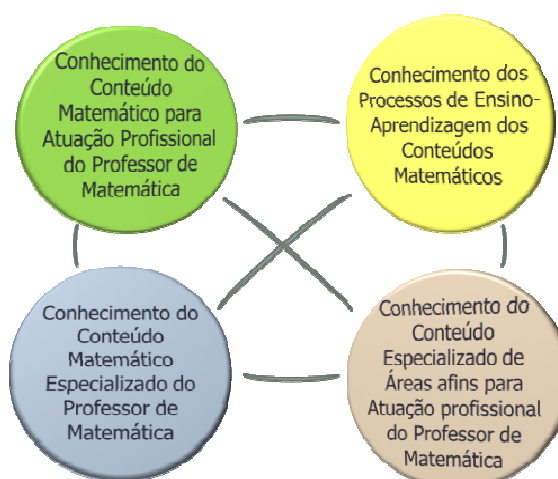 Conhecimento do
Conteúdo
Matemático para
Atuação Profissional
do Professor de
Matemática
Conhecimento dos
Processos de Ensino-
Aprendizagem dos
Conteúdos
Matemáticos
Conhecimento do
Conteúdo
Matemático
Especializado do
Professor de
Matemática
Conhecimento do
Conteúdo
Especializado de
Áreas afins para
Atuação profissional
do Professor de
Matemática